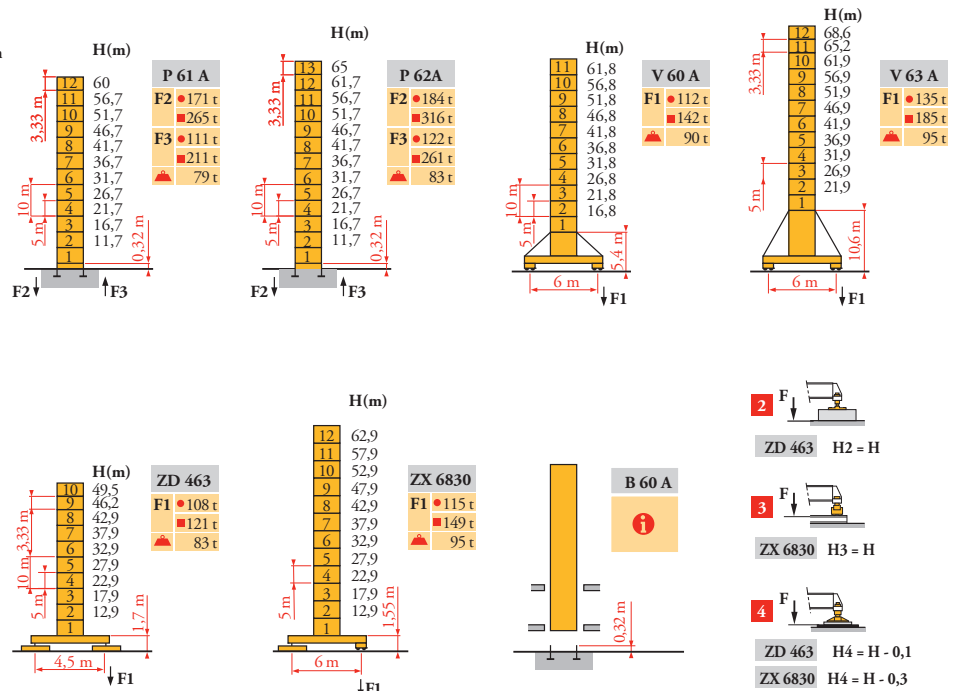 H(m)
12 60
11 56,7
10 51,7
9 46,7
8 41,7
7 36,7
6 31,7
5 26,7
4 21,7
3 16,7
2 11,7
1
3,33 m
10 m
5 m
0,32 m
F2
F3
P 61 A
F2 171 t
265 t
F3 111 t
211 t
79 t
H(m)
13 65
12 61,7
11 56,7
10 51,7
9 46,7
8 41,7
7 36,7
6 31,7
5 26,7
4 21,7
3 16,7
2 11,7
1
3,33 m
10 m
5 m
0,32 m
F2
F3
P 62A
F2 184 t
316 t
F3 122 t
261 t
83 t
H(m)
11 61,8
10 56,8
9 51,8
8 46,8
7 41,8
6 36,8
5 31,8
4 26,8
3 21,8
2 16,8
1
10 m
5 m
5,4 m
6 m
F1
V 60 A
F1 112 t
142 t
90 t
H(m)
12 68,6
11 65,2
10 61,9
9 56,9
8 51,9
7 46,9
6 41,9
5 36,9
4 31,9
3 26,9
2 21,9
1
3,33 m
5 m
10,6 m
6 m
F1
V 63 A
F1 135 t
185 t
95 t
H(m)
10 49,5
9 46,2
8 42,9
7 37,9
6 32,9
5 27,9
4 22,9
3 17,9
2 12,9
1
3,33 m
10 m
5 m
1,7 m
4,5 m
F1
ZD 463
F1 108 t
121 t
83 t
H(m)
12 62,9
11 57,9
10 52,9
9 47,9
8 42,9
7 37,9
6 32,9
5 27,9
4 22,9
3 17,9
2 12,9
1
5 m
1,55 m
6 m
F1
ZX 6830
F1 115 t
149 t
95 t
B 60 A
i
0,32 m
2
F
ZD 463 H2 = H
3
F
ZX 6830 H3 = H
4
F
ZD 463 H4 = H - 0,1
ZX 6830 H4 = H - 0,3